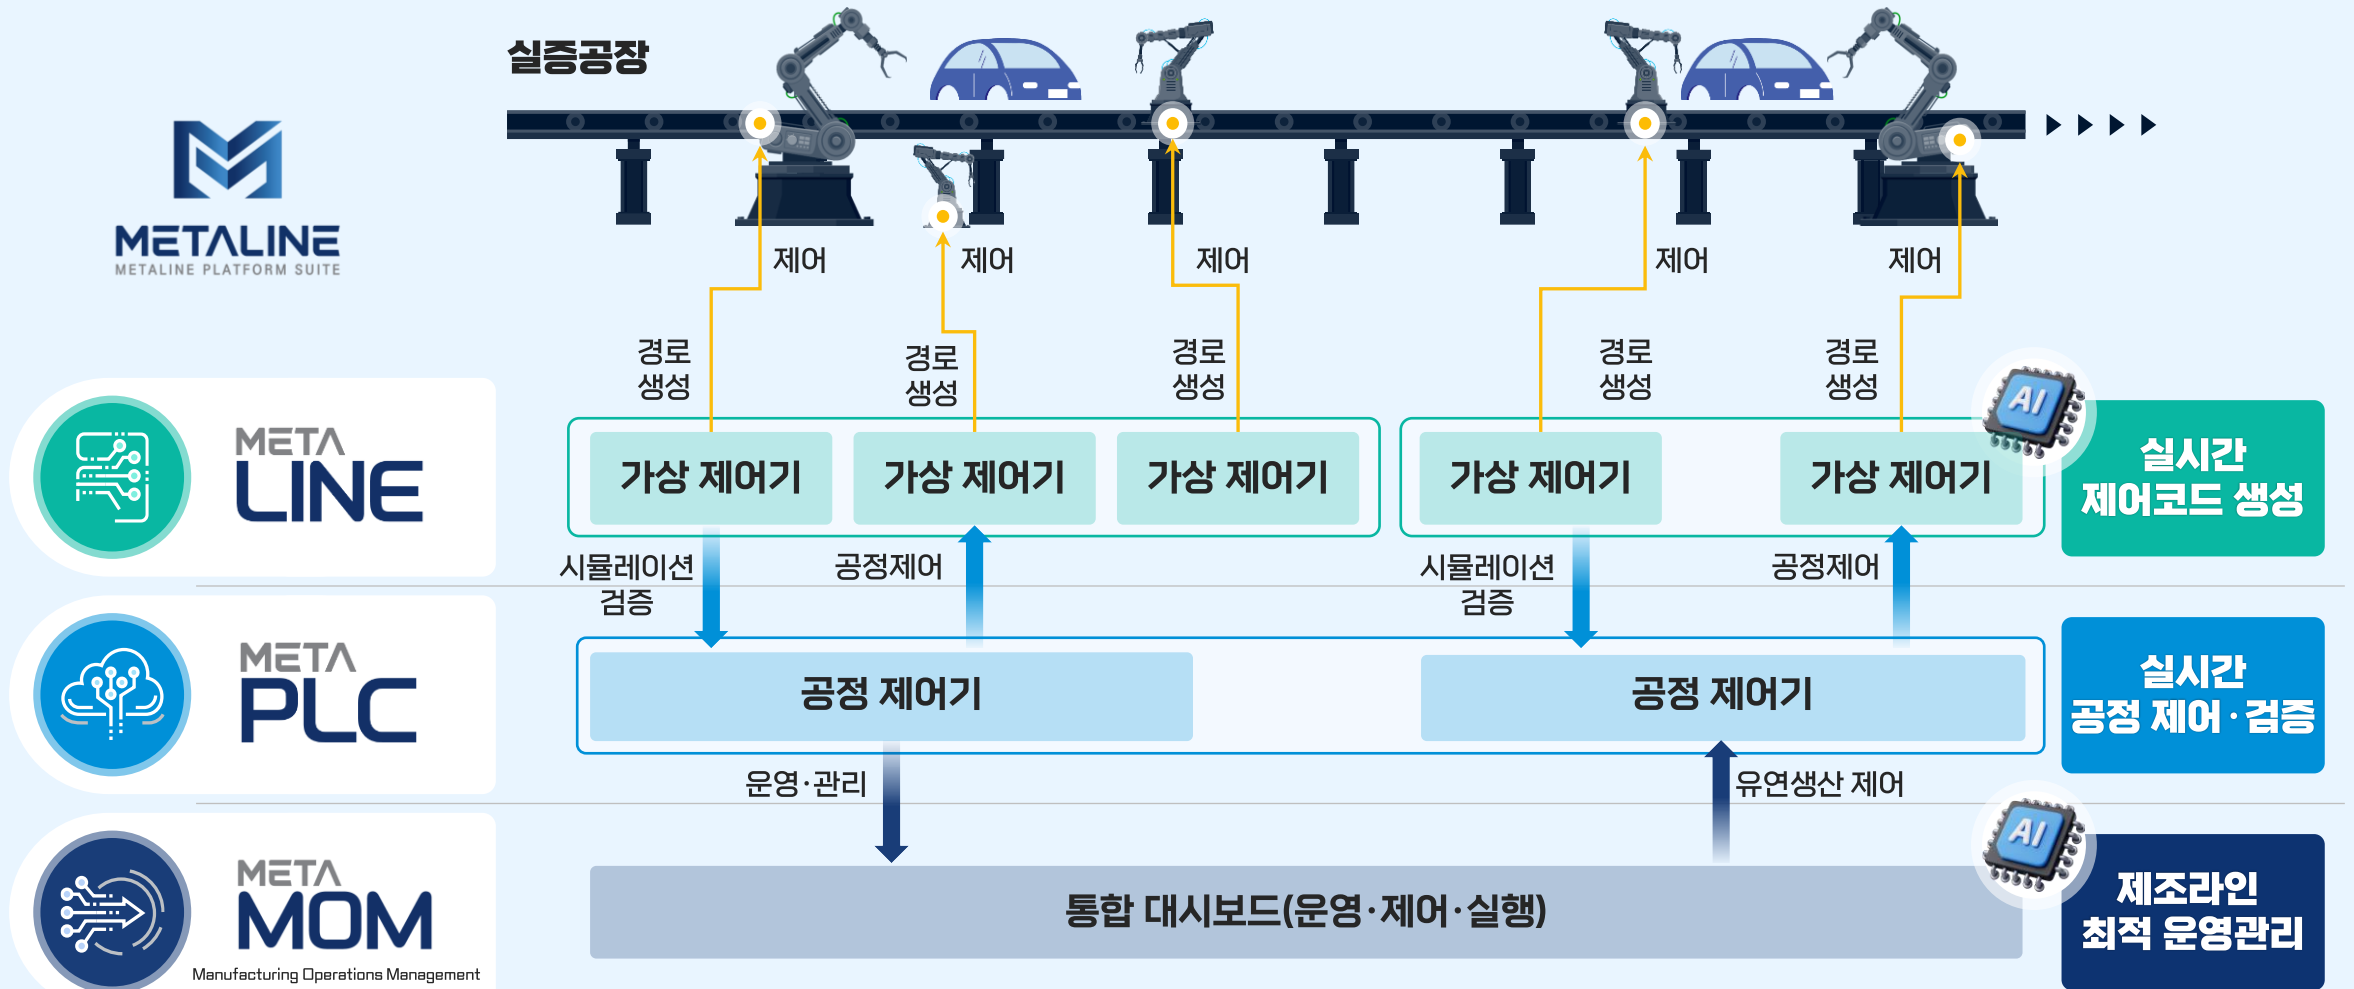 실증공장
METALINE
METALINE PLATFORM SUITE
제어
제어
제어
제어
제어
경로
생성
경로
생성
경로
생성
경로
생성
경로
생성
META
LINE
가상 제어기
가상 제어기
가상 제어기
가상 제어기
가상 제어기
AI
실시간
제어코드 생성
시뮬레이션
검증
공정제어
시뮬레이션
검증
공정제어
META
PLC
공정 제어기
공정 제어기
실시간
공정 제어·검증
운영·관리
유연생산 제어
META
MOM
Manufacturing Operations Management
통합 대시보드(운영·제어·실행)
AI
제조라인
최적 운영관리